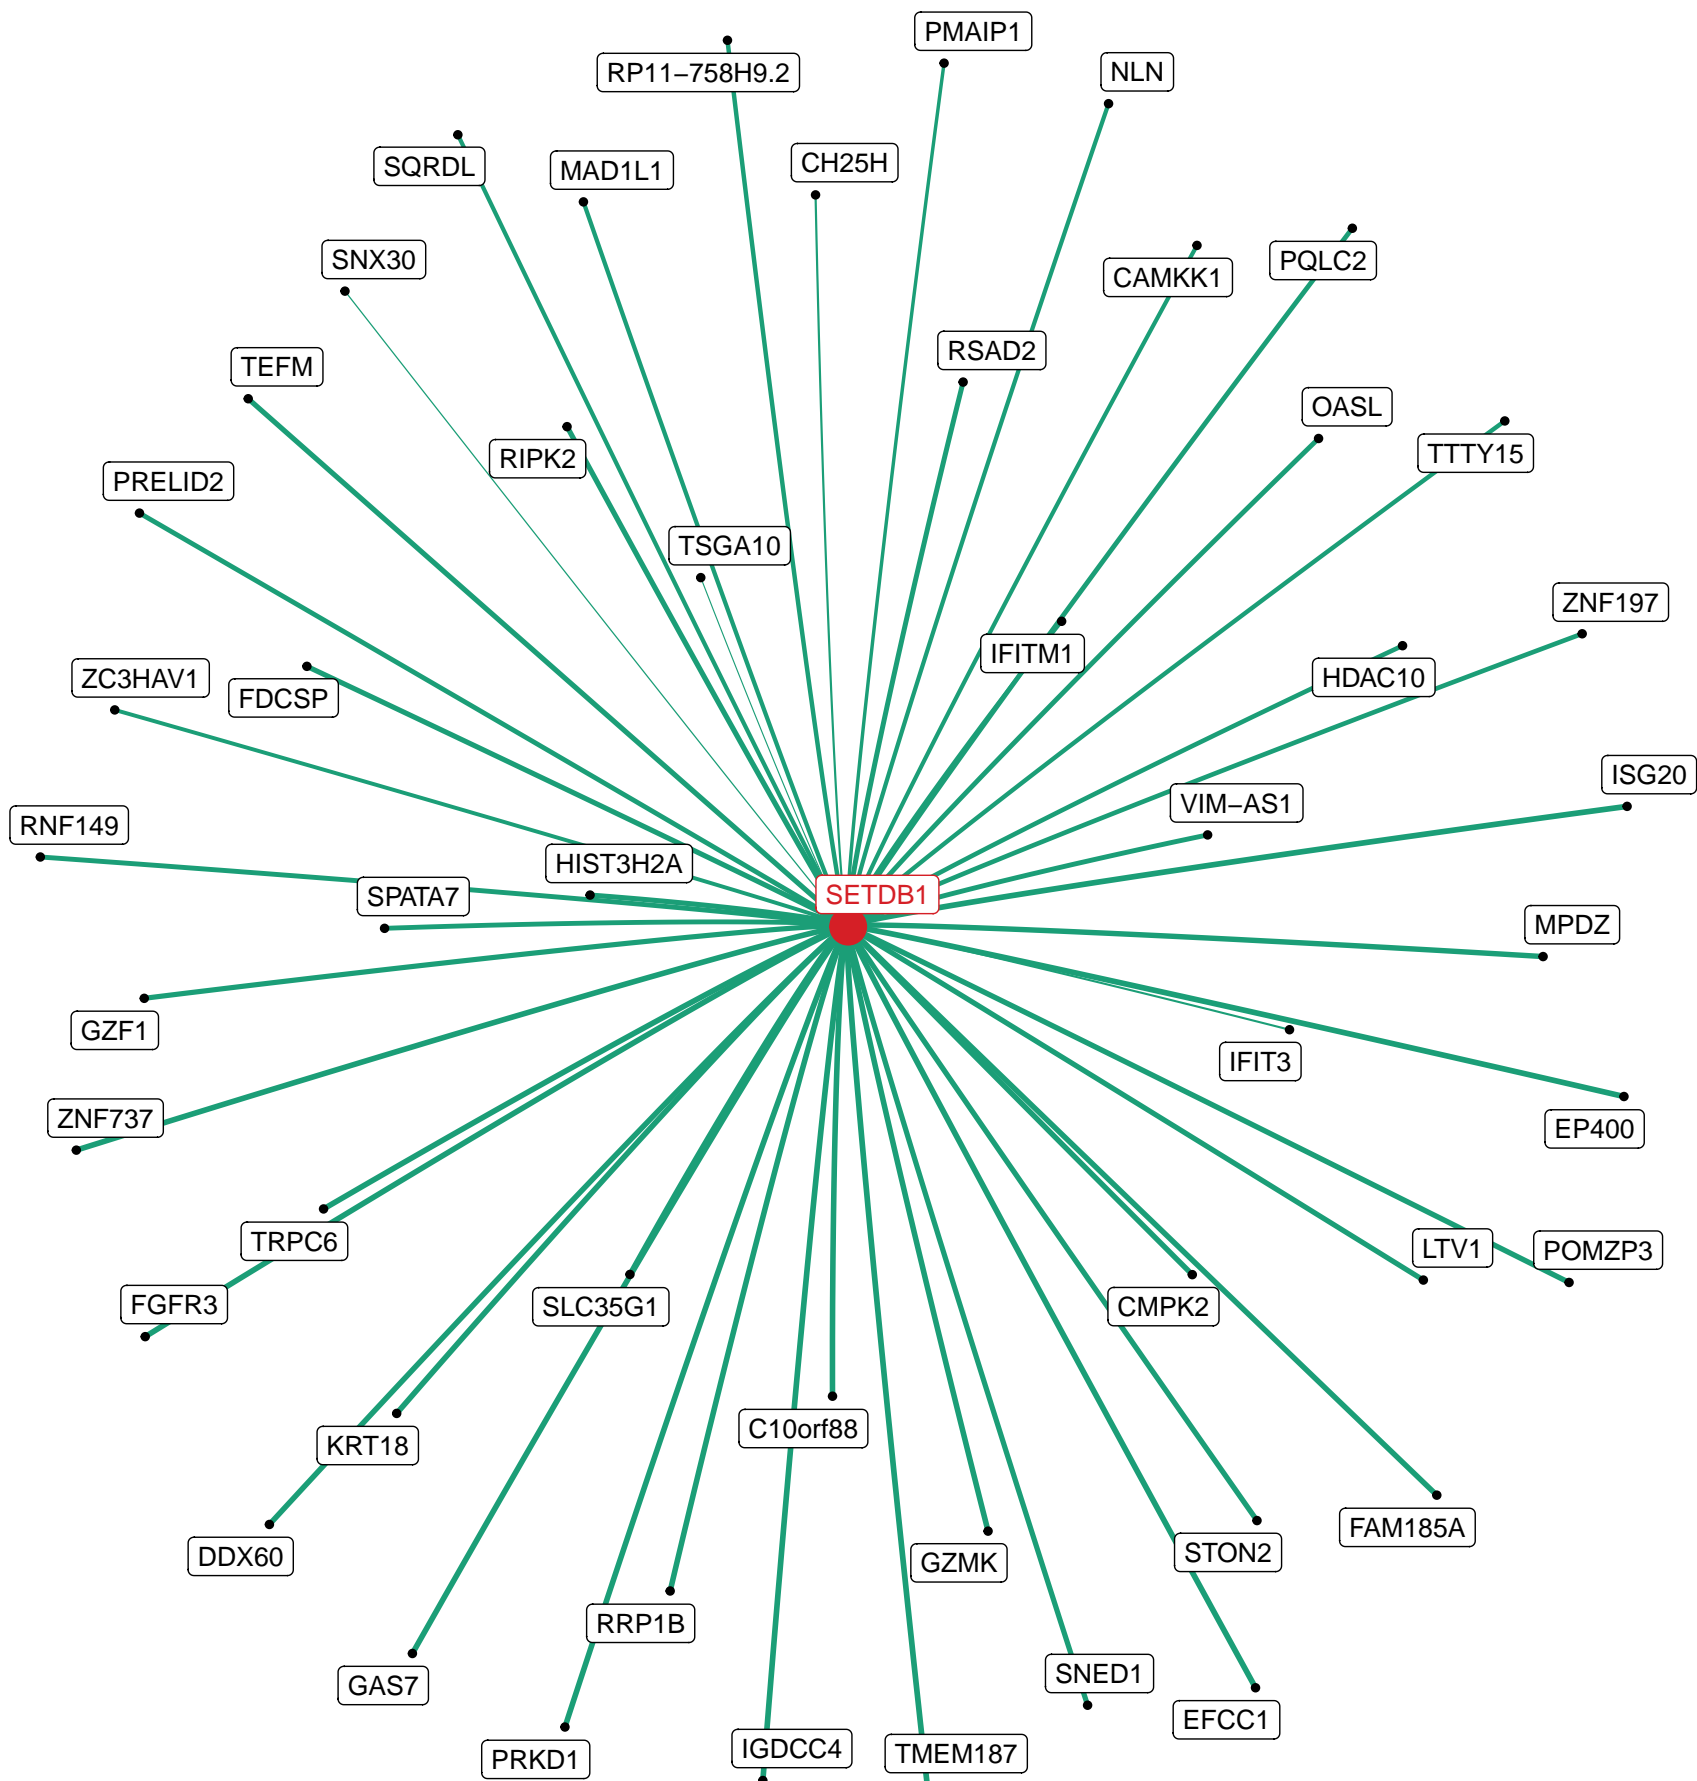 PMAIP1
RP11−758H9.2
NLN
SQRDL
MAD1L1
CH25H
SNX30
CAMKK1
PQLC2
TEFM
RSAD2
OASL
RIPK2
TTTY15
PRELID2
TSGA10
ZNF197
IFITM1
ZC3HAV1
HDAC10
FDCSP
ISG20
VIM−AS1
RNF149
HIST3H2A
SPATA7
SETDB1
MPDZ
GZF1
IFIT3
ZNF737
EP400
TRPC6
LTV1
POMZP3
FGFR3
SLC35G1
CMPK2
C10orf88
KRT18
FAM185A
DDX60
GZMK
STON2
RRP1B
SNED1
GAS7
EFCC1
PRKD1
IGDCC4
TMEM187